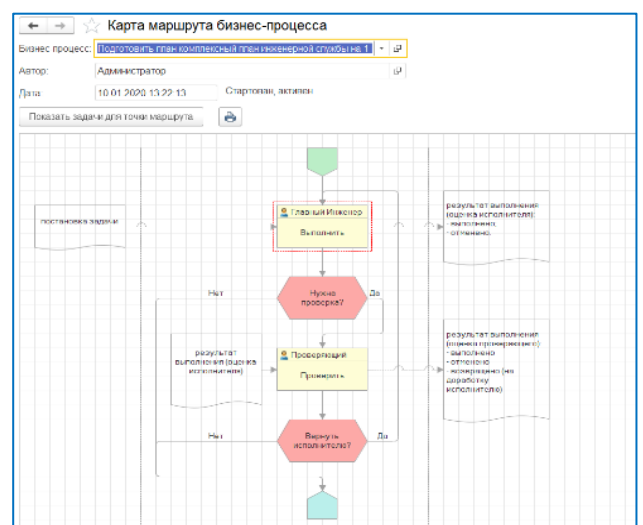 Карта маршрута бизнес-процесса
Бизнес процесс: Подготовить план комплексный план инженерной службы на 1
Автор: Администратор
Дата: 10.01.2020 13:22:13 Стартован, активен
Показать задачи для точки маршрута
постановка задачи
Главный Инженер
Выполнить
результат выполнения
(оценка исполнителя):
- выполнено,
- отменено.
Нет
Нужна
проверка?
Да
результат
выполнения (оценка
исполнителя)
Проверяющий
Проверить
результат выполнения
(оценка проверяющего):
- выполнено
- отменено
- возвращено (на
доработку
исполнителю)
Нет
Вернуть
исполнителю?
Да